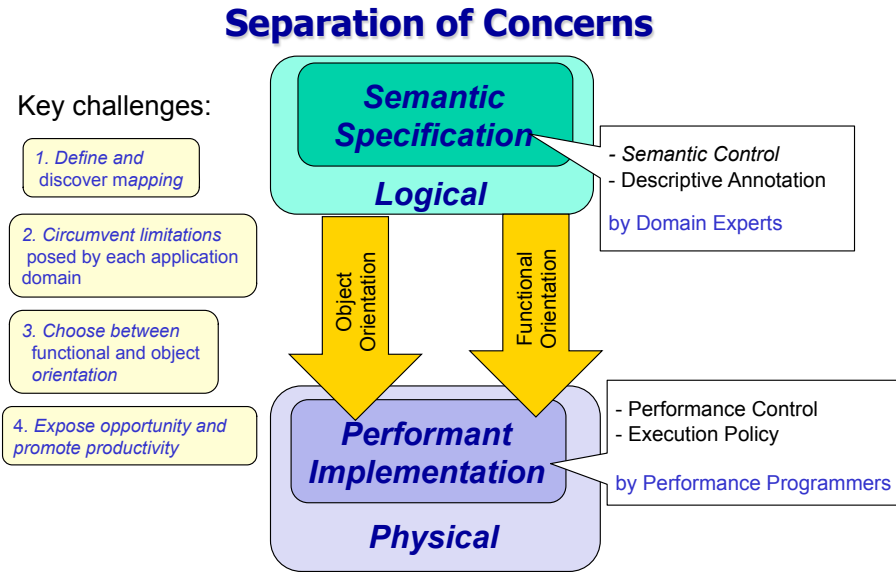 Separation of Concerns
Key challenges:
1. Define and
discover mapping
2. Circumvent limitations
posed by each application
domain
3. Choose between
functional and object
orientation
4. Expose opportunity and
promote productivity
Semantic
Specification
Logical
- Semantic Control
- Descriptive Annotation
by Domain Experts
Object
Orientation
Functional
Orientation
Performant
Implementation
Physical
- Performance Control
- Execution Policy
by Performance Programmers